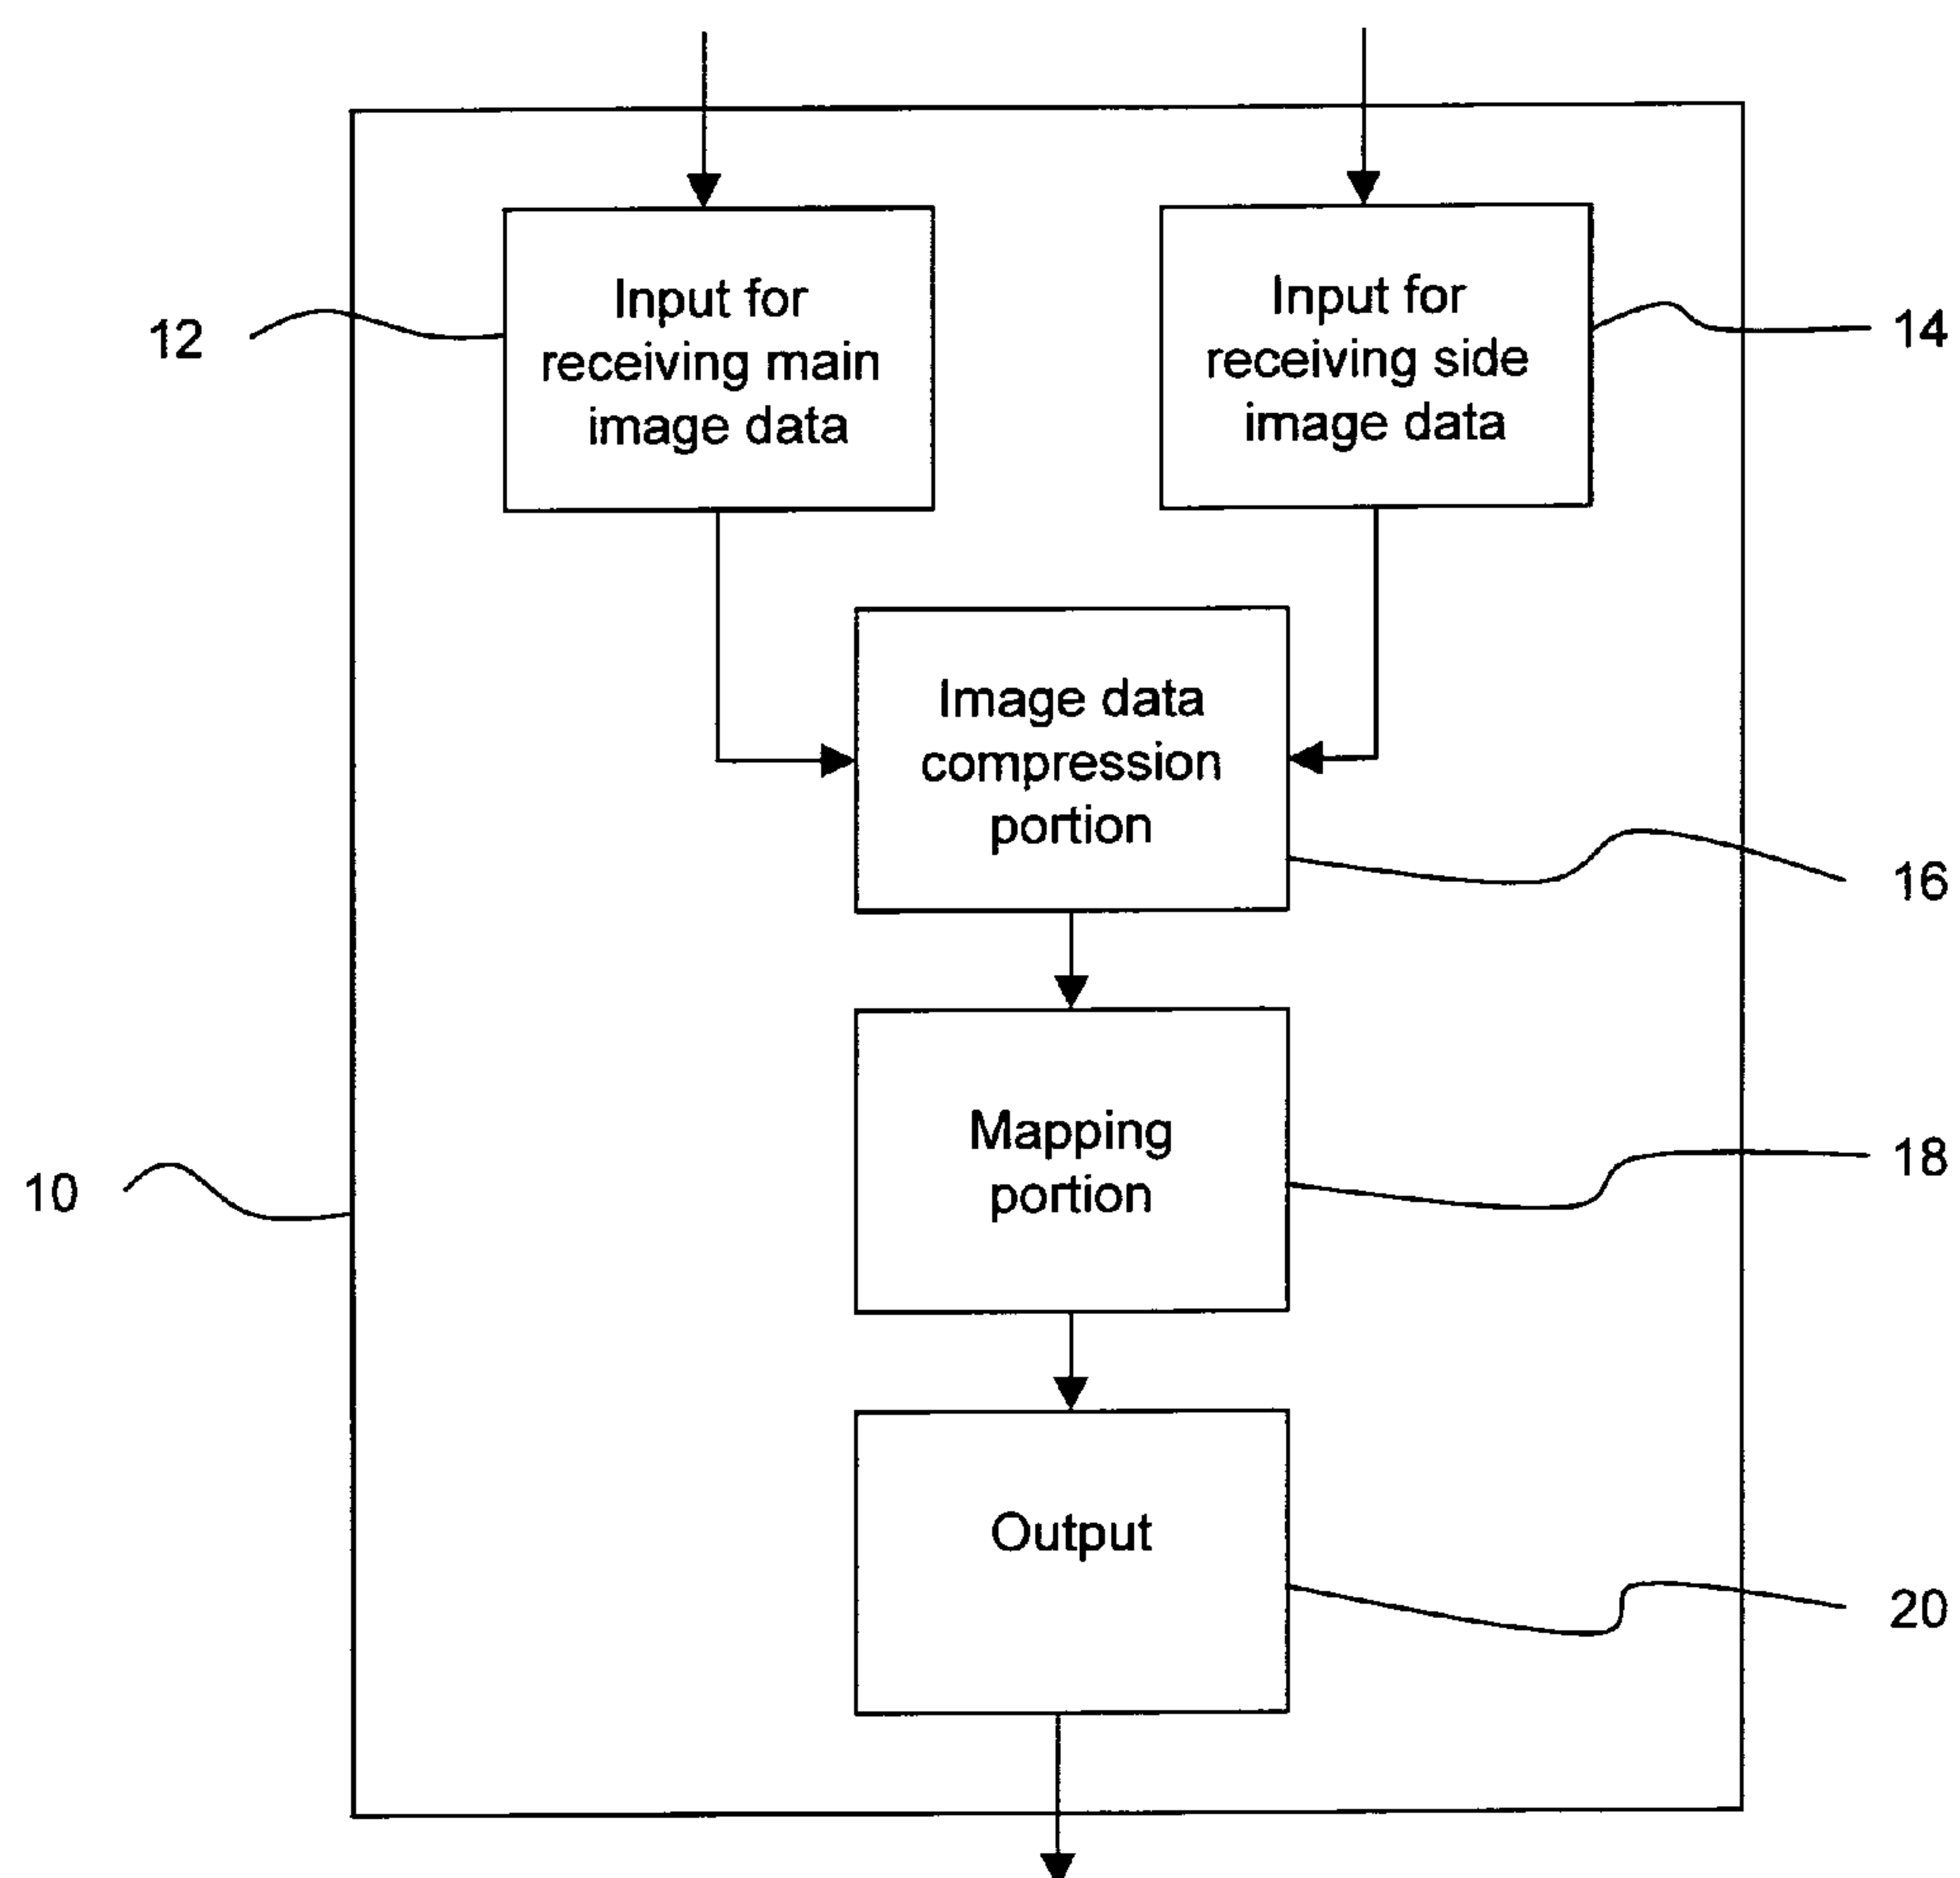 Input for
receiving main
image data
Input for
receiving side
image data
12
14
Image data
compression
portion
16
Mapping
portion
18
10
Output
20